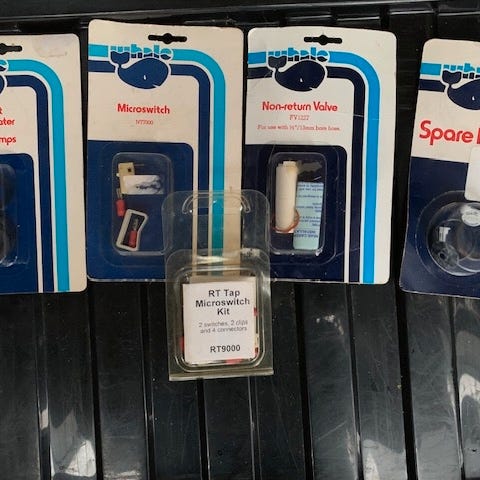 t
ater
mps
whale
Microswitch
NT7000
whale
Non-return Valve
FV1227
For use with ½"/13mm bore hose.
Spare
RT Tap
Microswitch
Kit
2 switches, 2 clips
and 4 connectors
RT9000